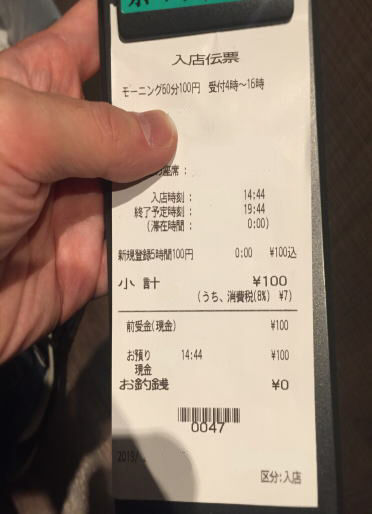 入店伝票
モーニング60分100円 受付4時～16時
座席 :
入店時刻 : 14:44
終了予定時刻 : 19:44
(滞在時間 : 0:00)
新規登録5時間100円 0:00 ¥100込
小 計 ¥100
(うち、消費税(8%) ¥7)
前受金(現金) ¥100
お預り 14:44 ¥100
現金
お釣銭 ¥0
0047
2019/
区分:入店